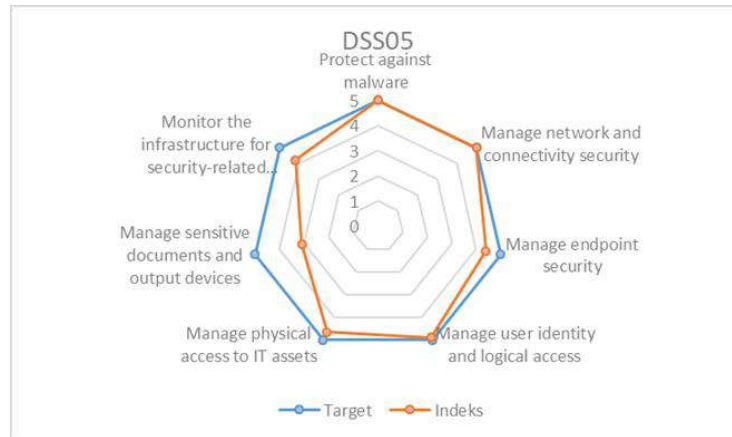 DSS05
Protect against
malware
5
4
3
2
1
0
Manage network and
connectivity security
Manage endpoint
security
Manage user identity
and logical access
Manage physical
access to IT assets
Manage sensitive
documents and
output devices
Monitor the
infrastructure for
security-related...
Target
Indeks